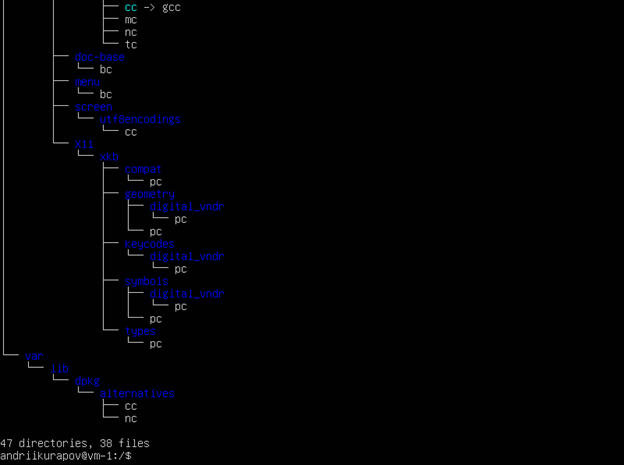 cc -> gcc
mc
nc
tc
doc-base
bc
menu
bc
screen
utf8encodings
cc
X11
xkb
compat
pc
geometry
digital_vndr
pc
pc
keycodes
digital_vndr
pc
symbols
digital_vndr
pc
pc
types
pc
var
lib
dpkg
alternatives
cc
nc
47 directories, 38 files
andriikurapov@vm-1:/$